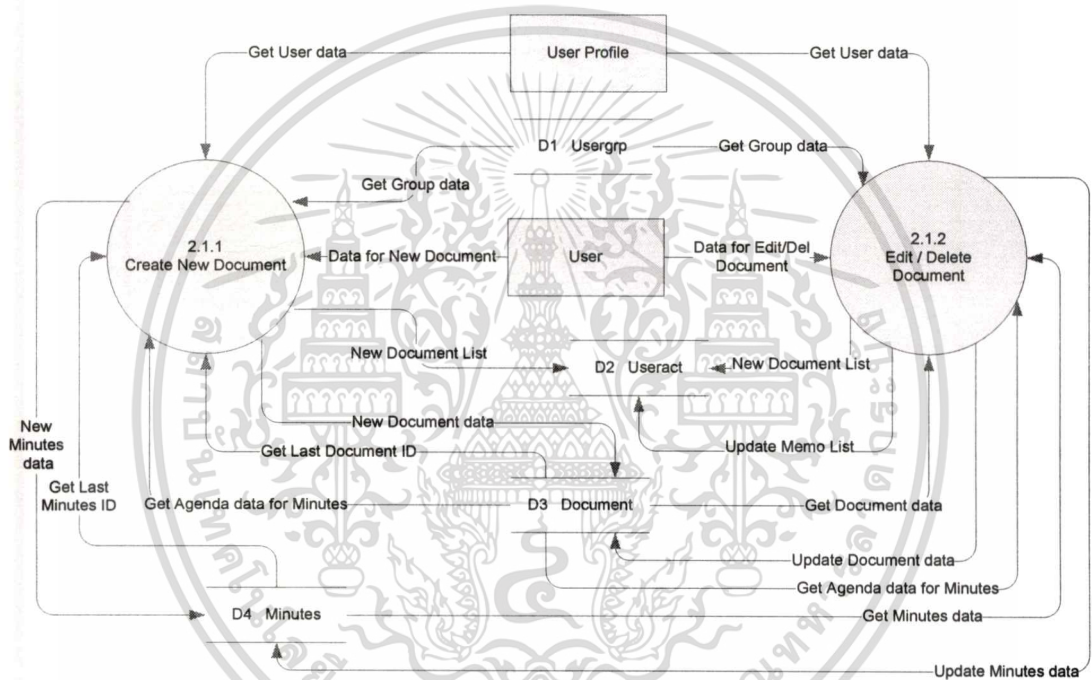 Get User data
User Profile
Get User data
D1 Usergrp
Get Group data
Get Group data
2.1.1
Create New Document
Data for New Document
User
Data for Edit/Del
Document
2.1.2
Edit / Delete
Document
New Document List
D2 Useract
New Document List
New Document data
Update Memo List
New
Minutes
data
Get Last Document ID
Get Last
Minutes ID
Get Agenda data for Minutes
D3 Document
Get Document data
Update Document data
Get Agenda data for Minutes
D4 Minutes
Get Minutes data
Update Minutes data